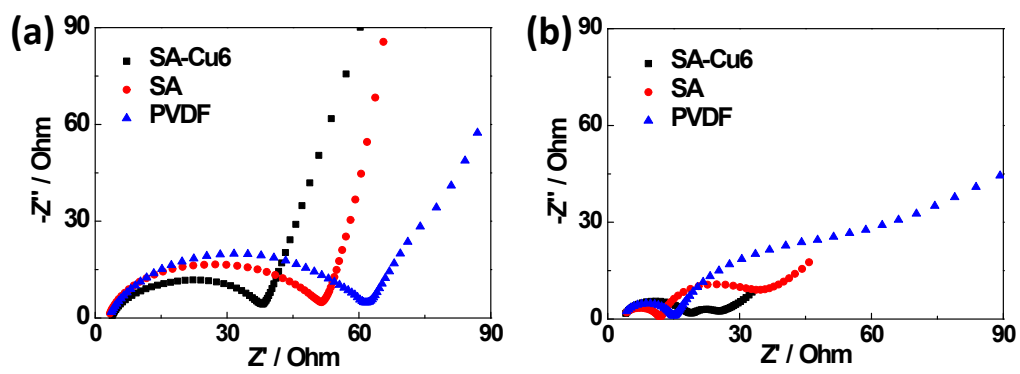 (a)
90
60
30
0
-Z'' / Ohm
SA-Cu6
SA
PVDF
0 30 60 90
Z' / Ohm
(b)
90
60
30
0
-Z'' / Ohm
SA-Cu6
SA
PVDF
0 30 60 90
Z' / Ohm